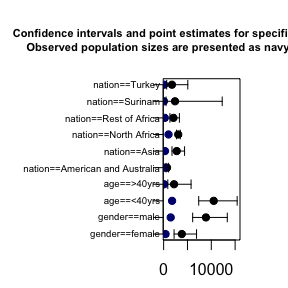 Confidence intervals and point estimates for specifi
Observed population sizes are presented as navy
nation==Turkey
nation==Surinam
nation==Rest of Africa
nation==North Africa
nation==Asia
nation==American and Australia
age==>40yrs
age==<40yrs
gender==male
gender==female
0 10000